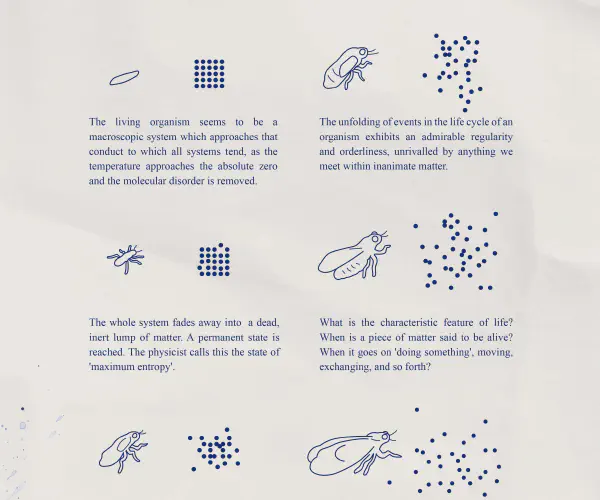 The living organism seems to be a
macroscopic system which approaches that
conduct to which all systems tend, as the
temperature approaches the absolute zero
and the molecular disorder is removed.
The unfolding of events in the life cycle of an
organism exhibits an admirable regularity
and orderliness, unrivalled by anything we
meet within inanimate matter.
The whole system fades away into a dead,
inert lump of matter. A permanent state is
reached. The physicist calls this the state of
'maximum entropy'.
What is the characteristic feature of life?
When is a piece of matter said to be alive?
When it goes on 'doing something', moving,
exchanging, and so forth?